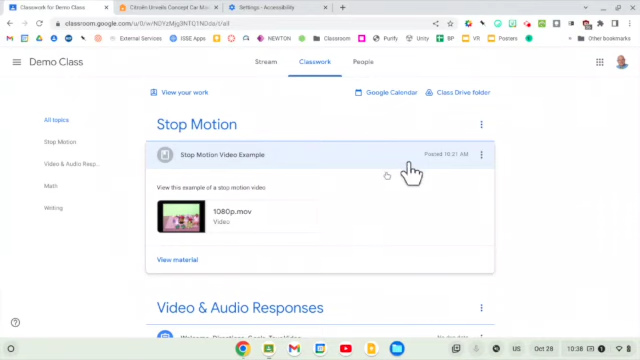 Classwork for Demo Class
Citroën Unveils Concept Car M
Settings - Accessibility
classroom.google.com/u/0/w/NDYzMjg3NTQ1NDds/t/all
External Services
ISSE Apps
NEWTON
Classroom
Purify
Unity
BP
VR
Posters
Other Bookmarks
Demo Class
Stream
Classwork
People
View your work
Google Calendar
Class Drive folder
All topics
Stop Motion
Video & Audio Resp...
Math
Writing
Stop Motion
Stop Motion Video Example
Posted 10:21 AM
View this example of a stop motion video
1080p.mov
Video
View material
Video & Audio Responses
US
Oct 28
10:38